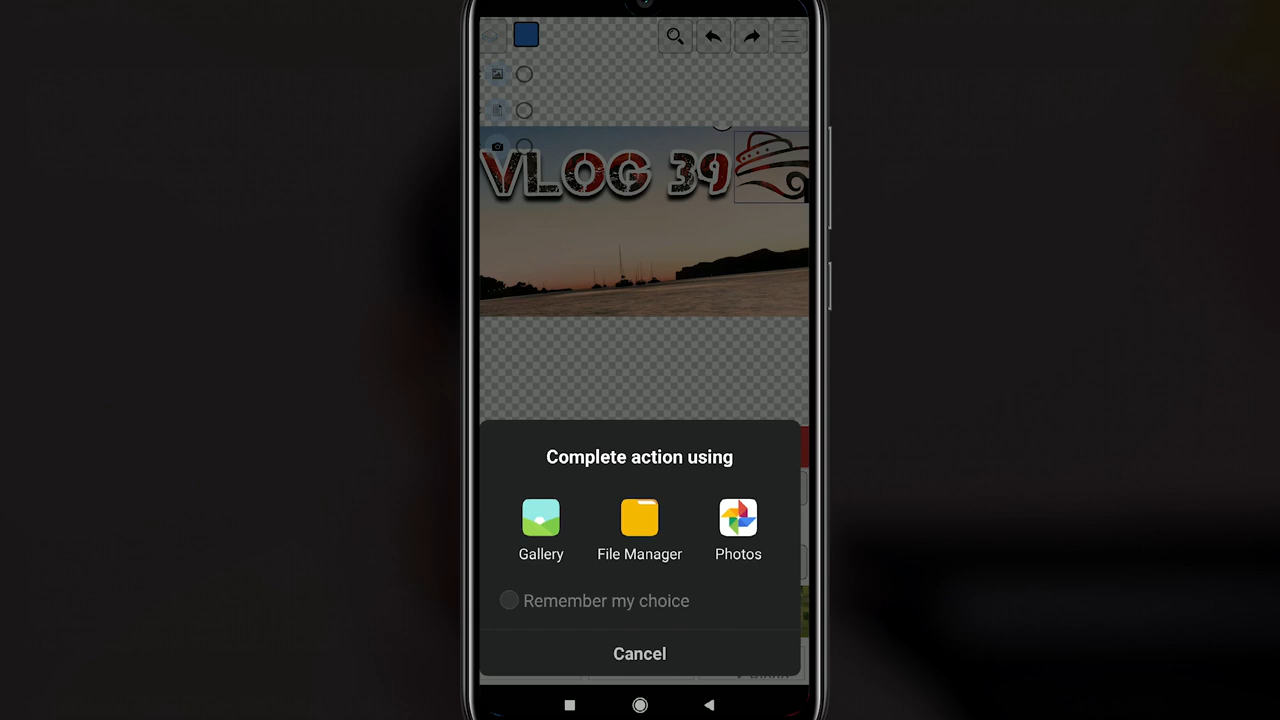 VLOG 39
Complete action using
Gallery File Manager Photos
Remember my choice
Cancel